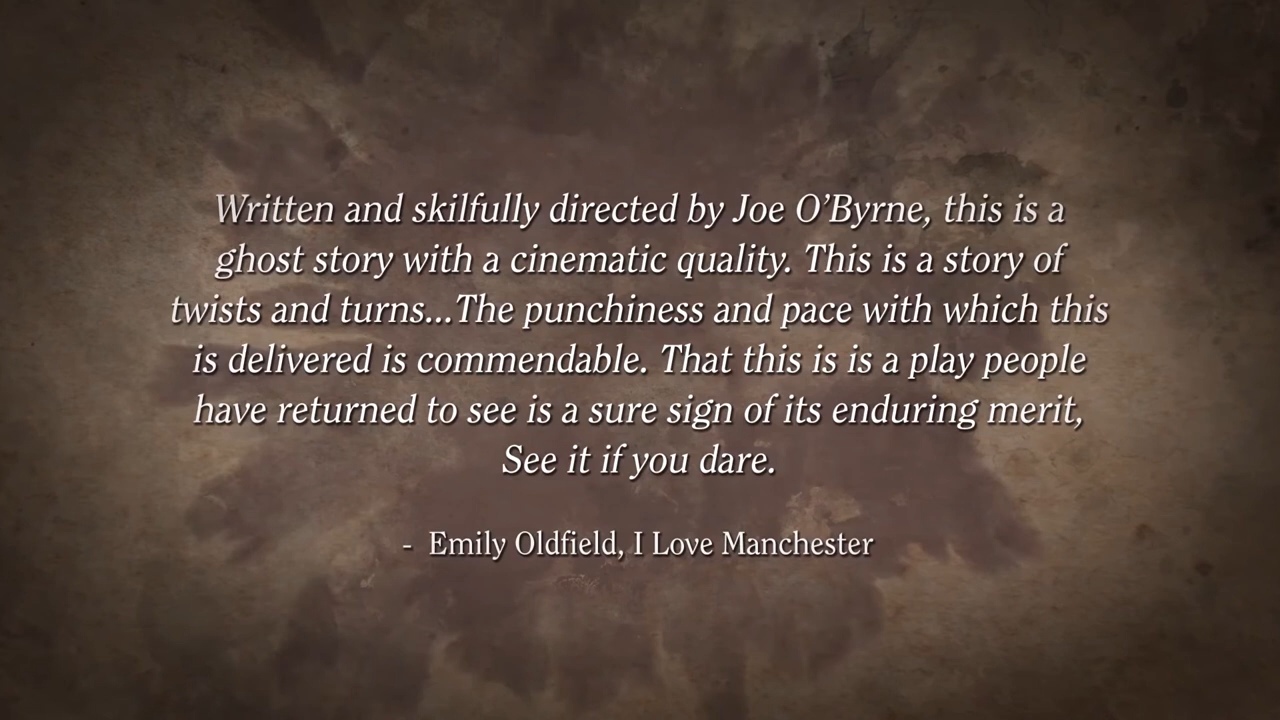 Written and skilfully directed by Joe O’Byrne, this is a
ghost story with a cinematic quality. This is a story of
twists and turns...The punchiness and pace with which this
is delivered is commendable. That this is is a play people
have returned to see is a sure sign of its enduring merit,
See it if you dare.
- Emily Oldfield, I Love Manchester